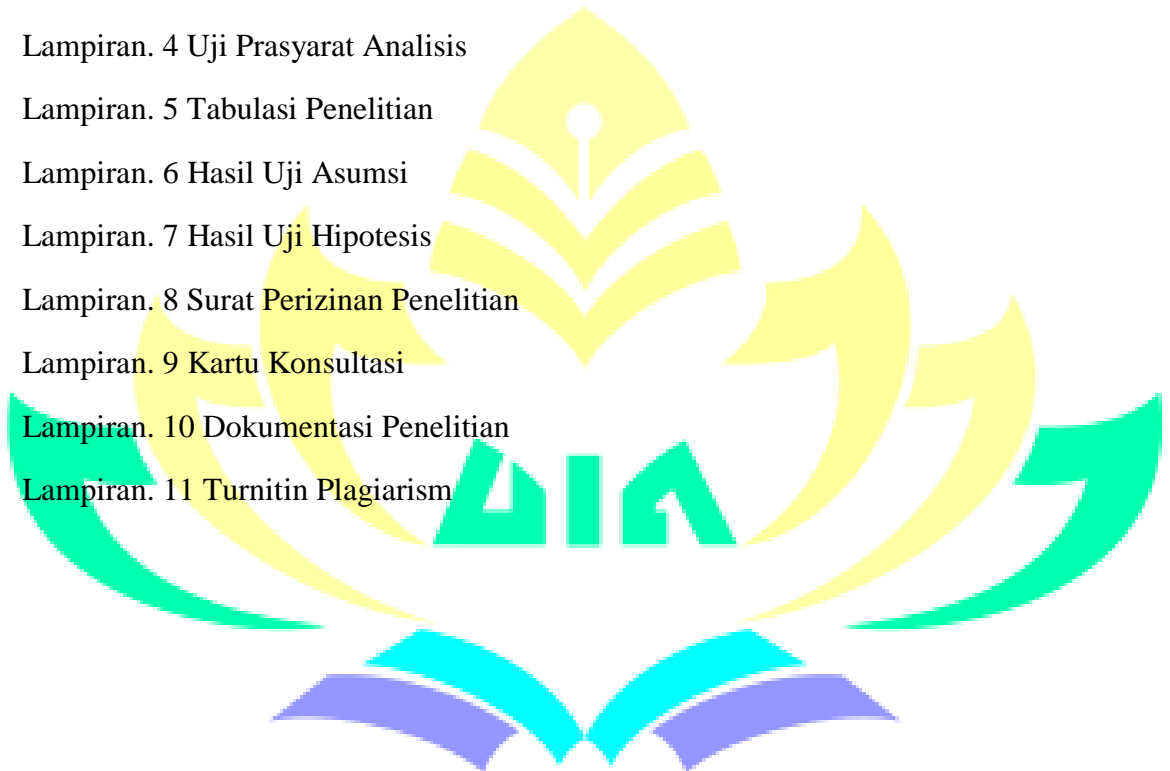 Lampiran. 4 Uji Prasyarat Analisis
Lampiran. 5 Tabulasi Penelitian
Lampiran. 6 Hasil Uji Asumsi
Lampiran. 7 Hasil Uji Hipotesis
Lampiran. 8 Surat Perizinan Penelitian
Lampiran. 9 Kartu Konsultasi
Lampiran. 10 Dokumentasi Penelitian
Lampiran. 11 Turnitin Plagiarism